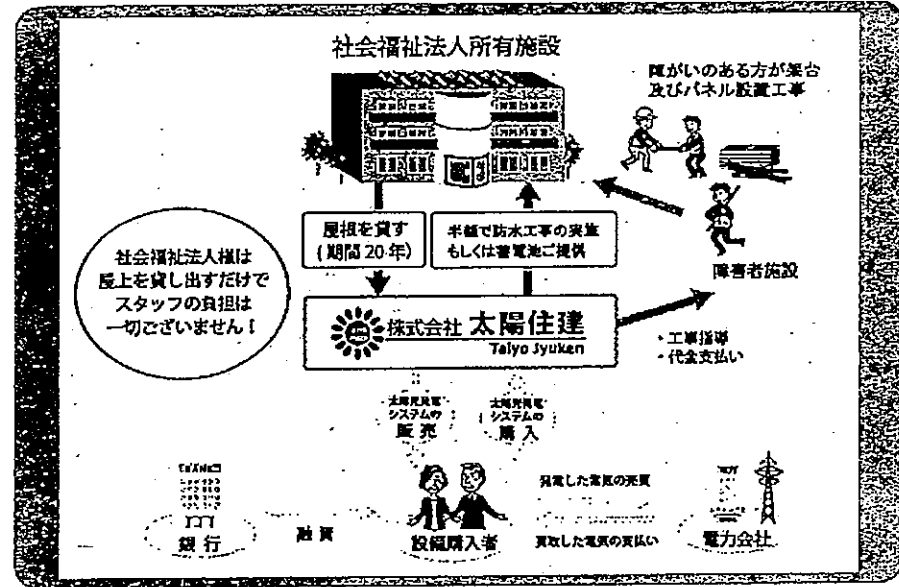 社会福祉法人所有施設
障がいのある方が架台
及びパネル設置工事
屋根を貸す
(期間20年)
半額で防水工事の実施
もしくは蓄電池ご提供
社会福祉法人様は
屋上を貸し出すだけで
スタッフの負担は
一切ございません!
障害者施設
株式会社 太陽住建
Taiyo Jyuken
・工事指導
・代金支払い
太陽光発電
システムの
販売
太陽光発電
システムの
購入
BANK
発電した電気の売買
銀行
融資
設備購入者
買取した電気の支払い
電力会社